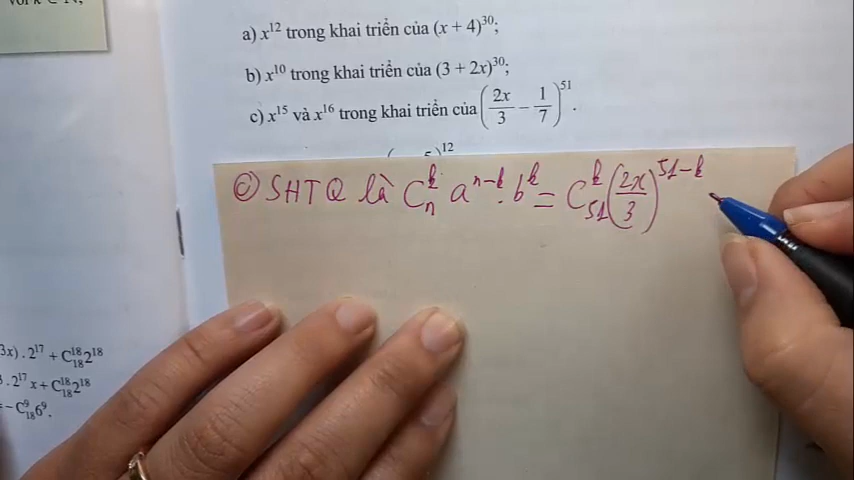 a) x¹² trong khai triển của (x + 4)³⁰;
b) x¹⁰ trong khai triển của (3 + 2x)³⁰;
c) x¹⁵ và x¹⁶ trong khai triển của (2x/3 − 1/7)⁵¹.
c) SHTQ là Cₙᵏ aⁿ⁻ᵏ . bᵏ = C₅₁ᵏ (2x/3)⁵¹⁻ᵏ
3x) . 2¹⁷ + C₁₈¹⁸ 2¹⁸
. 2¹⁷ x + C₁₈¹⁸ 2¹⁸
= −C₁₈⁹ 6⁹.